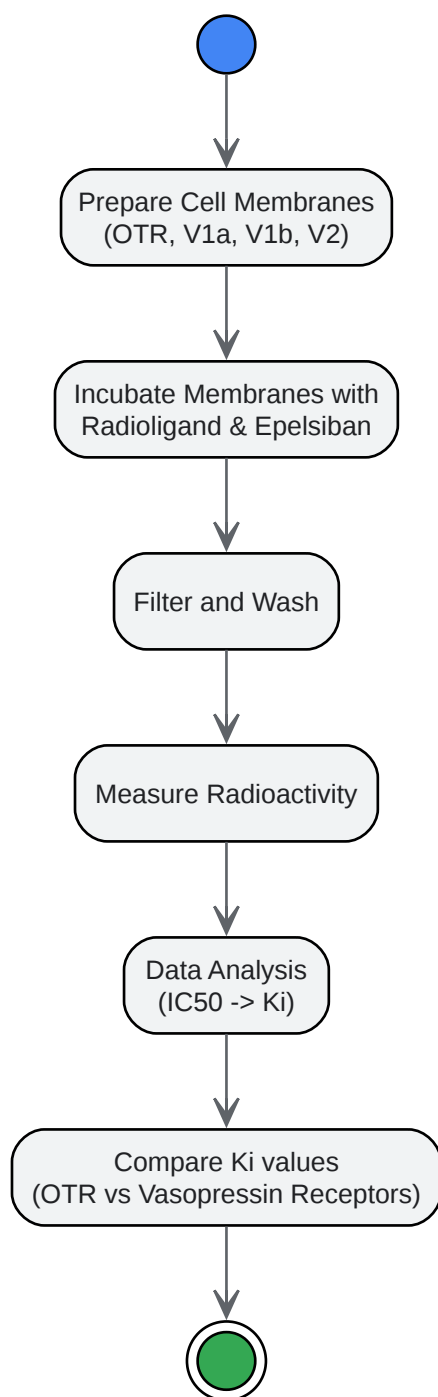 Prepare Cell Membranes
(OTR, V1a, V1b, V2)
Incubate Membranes with
Radioligand & Epelsiban
Filter and Wash
Measure Radioactivity
Data Analysis
(IC50 -> Ki)
Compare Ki values
(OTR vs Vasopressin Receptors)